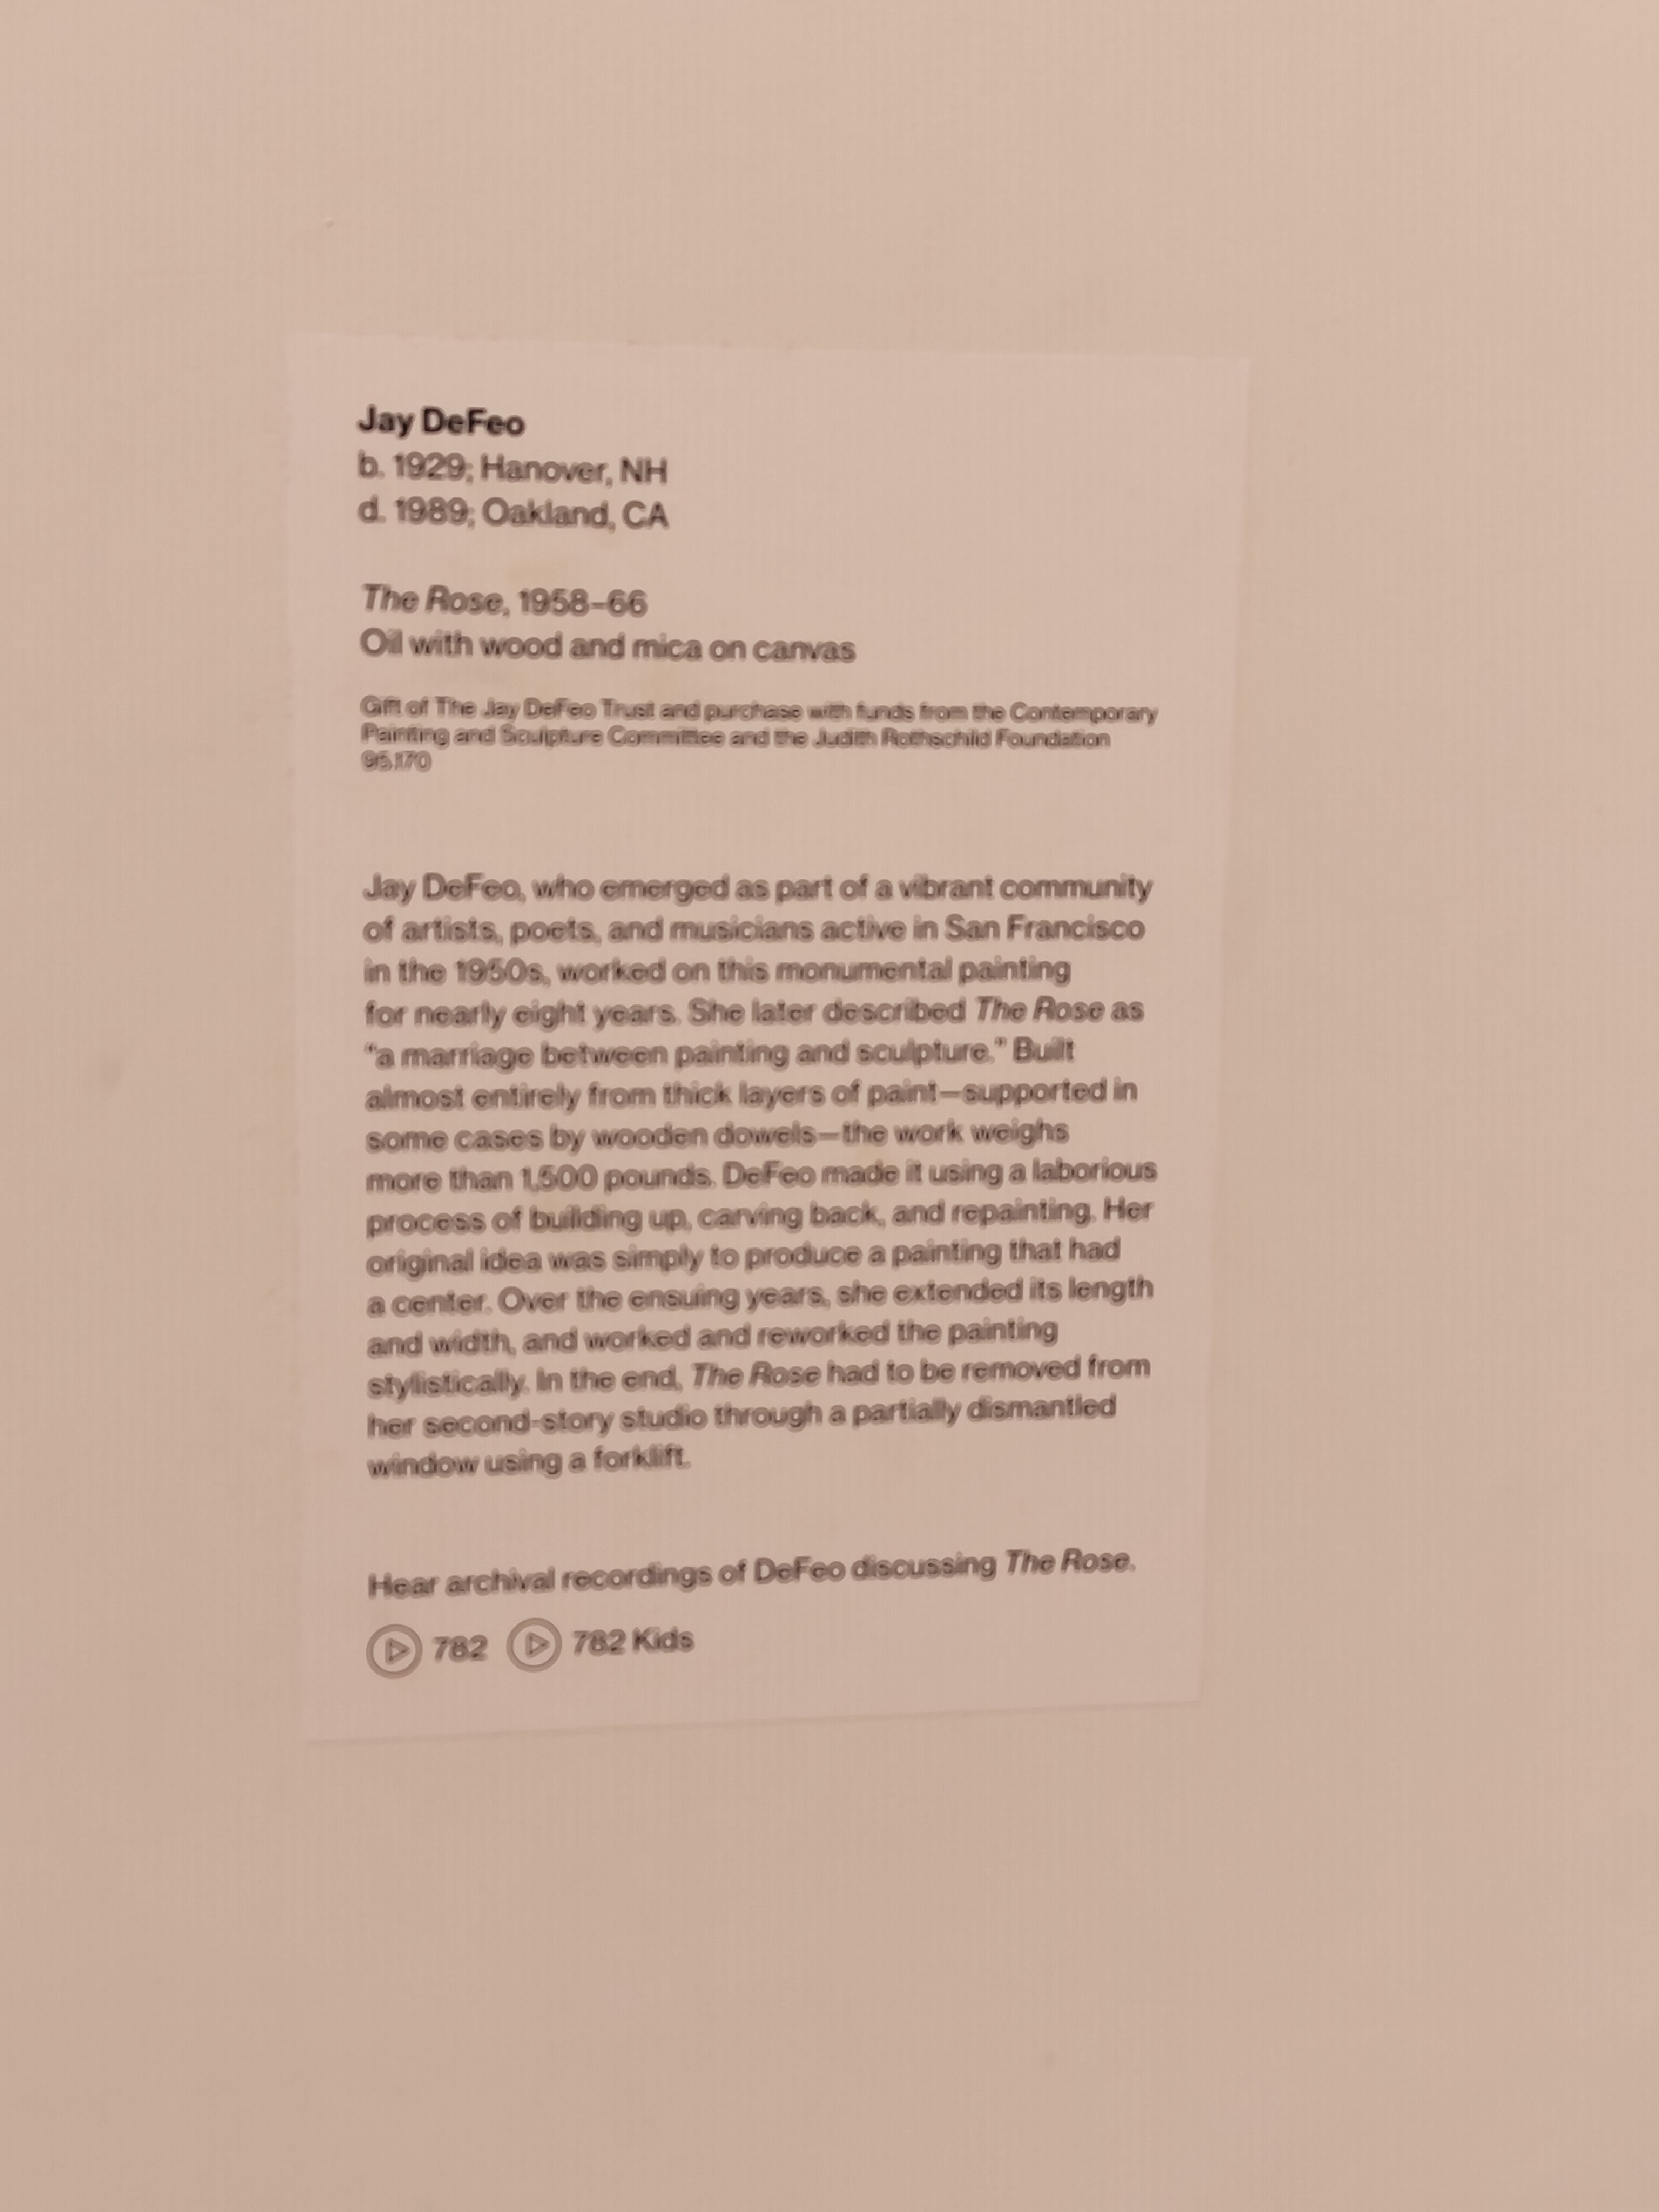 Jay DeFeo
b. 1929; Hanover, NH
d. 1989; Oakland, CA
The Rose, 1958–66
Oil with wood and mica on canvas
Gift of The Jay DeFeo Trust and purchase with funds from the Contemporary
Painting and Sculpture Committee and the Judith Rothschild Foundation
95.170
Jay DeFeo, who emerged as part of a vibrant community
of artists, poets, and musicians active in San Francisco
in the 1950s, worked on this monumental painting
for nearly eight years. She later described The Rose as
“a marriage between painting and sculpture.” Built
almost entirely from thick layers of paint—supported in
some cases by wooden dowels—the work weighs
more than 1,500 pounds. DeFeo made it using a laborious
process of building up, carving back, and repainting. Her
original idea was simply to produce a painting that had
a center. Over the ensuing years, she extended its length
and width, and worked and reworked the painting
stylistically. In the end, The Rose had to be removed from
her second-story studio through a partially dismantled
window using a forklift.
Hear archival recordings of DeFeo discussing The Rose.
782 782 Kids